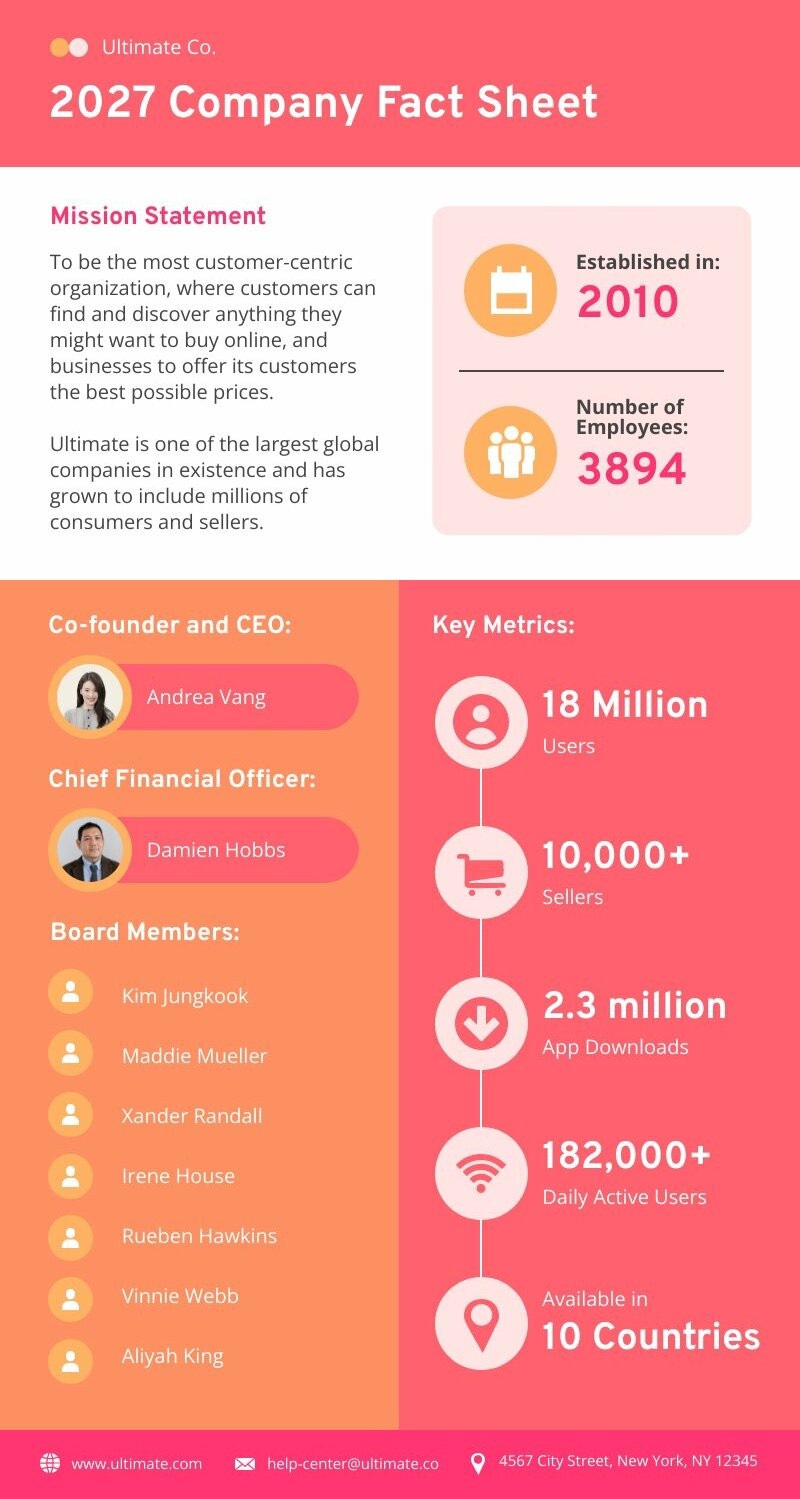 Ultimate Co.
2027 Company Fact Sheet
Mission Statement
To be the most customer-centric
organization, where customers can
find and discover anything they
might want to buy online, and
businesses to offer its customers
the best possible prices.
Ultimate is one of the largest global
companies in existence and has
grown to include millions of
consumers and sellers.
Established in:
2010
Number of
Employees:
3894
Co-founder and CEO:
Andrea Vang
Chief Financial Officer:
Damien Hobbs
Board Members:
Kim Jungkook
Maddie Mueller
Xander Randall
Irene House
Rueben Hawkins
Vinnie Webb
Aliyah King
Key Metrics:
18 Million
Users
10,000+
Sellers
2.3 million
App Downloads
182,000+
Daily Active Users
Available in
10 Countries
www.ultimate.com
help-center@ultimate.co
4567 City Street, New York, NY 12345